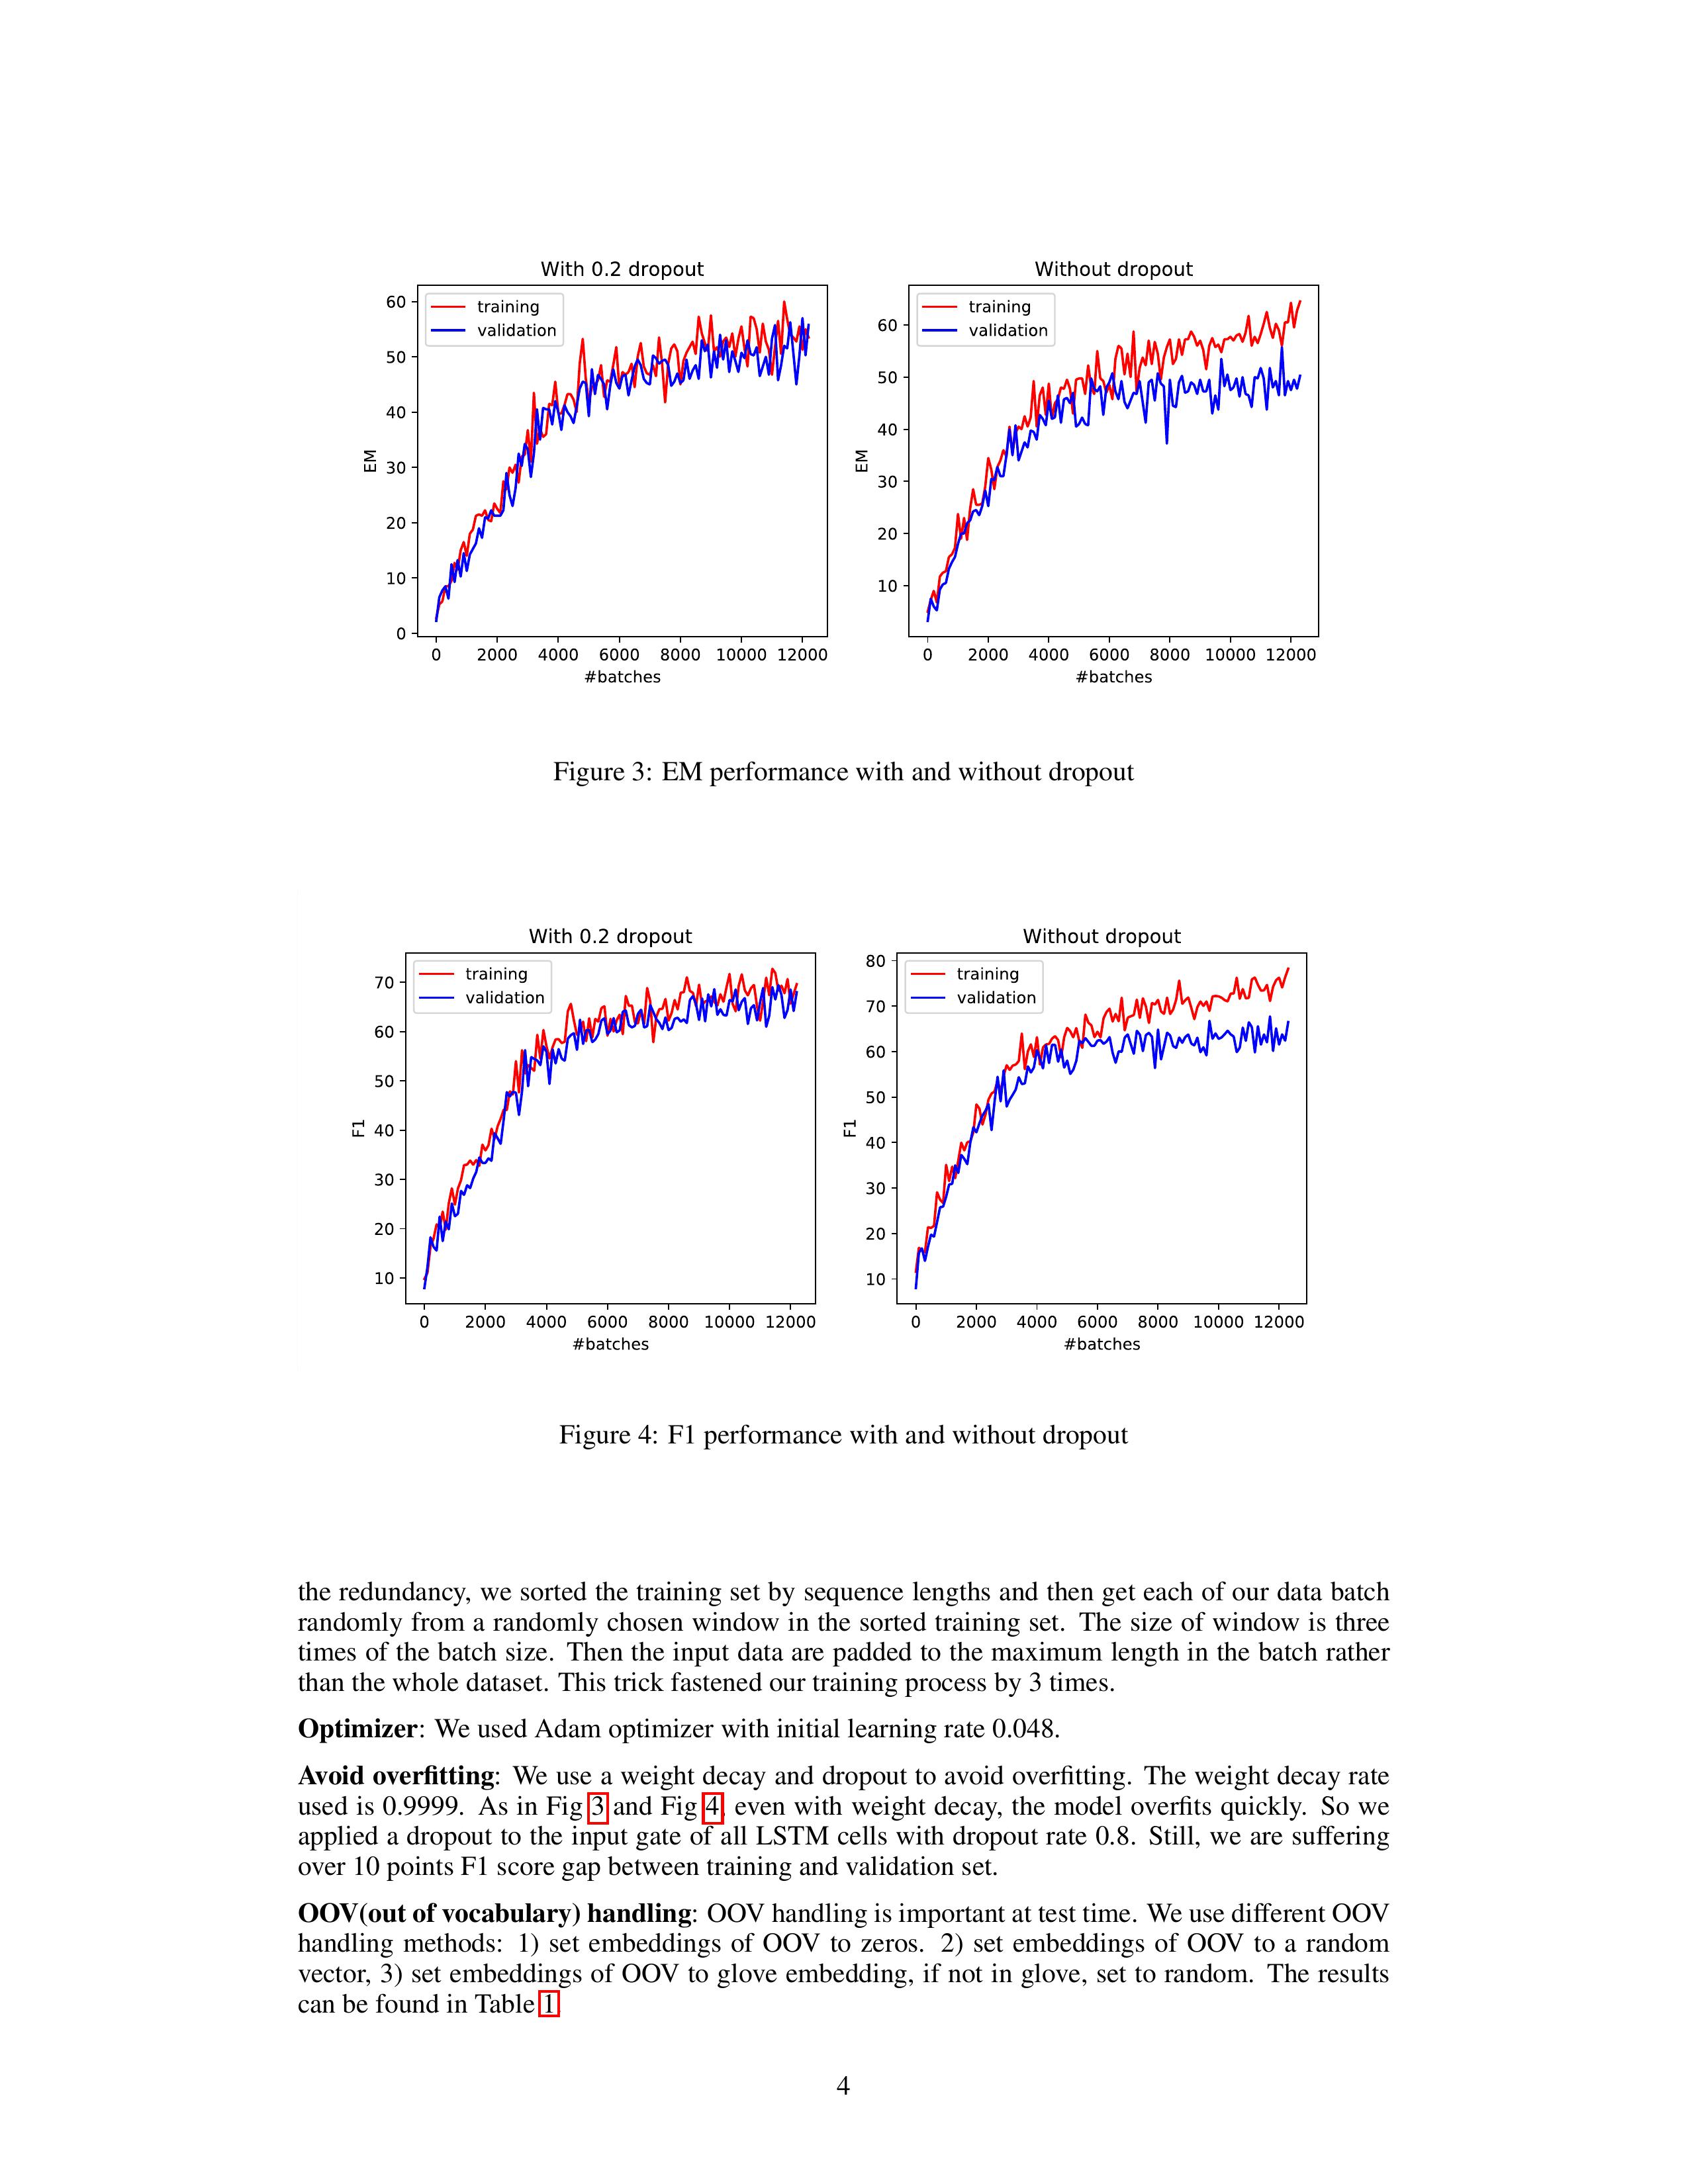 With 0.2 dropout
training
validation
60
50
40
30
20
10
0
EM
0 2000 4000 6000 8000 10000 12000
#batches
Without dropout
training
validation
60
50
40
30
20
10
EM
0 2000 4000 6000 8000 10000 12000
#batches
Figure 3: EM performance with and without dropout
With 0.2 dropout
training
validation
70
60
50
40
30
20
10
F1
0 2000 4000 6000 8000 10000 12000
#batches
Without dropout
training
validation
80
70
60
50
40
30
20
10
F1
0 2000 4000 6000 8000 10000 12000
#batches
Figure 4: F1 performance with and without dropout
the redundancy, we sorted the training set by sequence lengths and then get each of our data batch
randomly from a randomly chosen window in the sorted training set. The size of window is three
times of the batch size. Then the input data are padded to the maximum length in the batch rather
than the whole dataset. This trick fastened our training process by 3 times.
Optimizer: We used Adam optimizer with initial learning rate 0.048.
Avoid overfitting: We use a weight decay and dropout to avoid overfitting. The weight decay rate
used is 0.9999. As in Fig 3 and Fig 4, even with weight decay, the model overfits quickly. So we
applied a dropout to the input gate of all LSTM cells with dropout rate 0.8. Still, we are suffering
over 10 points F1 score gap between training and validation set.
OOV(out of vocabulary) handling: OOV handling is important at test time. We use different OOV
handling methods: 1) set embeddings of OOV to zeros. 2) set embeddings of OOV to a random
vector, 3) set embeddings of OOV to glove embedding, if not in glove, set to random. The results
can be found in Table 1.
4